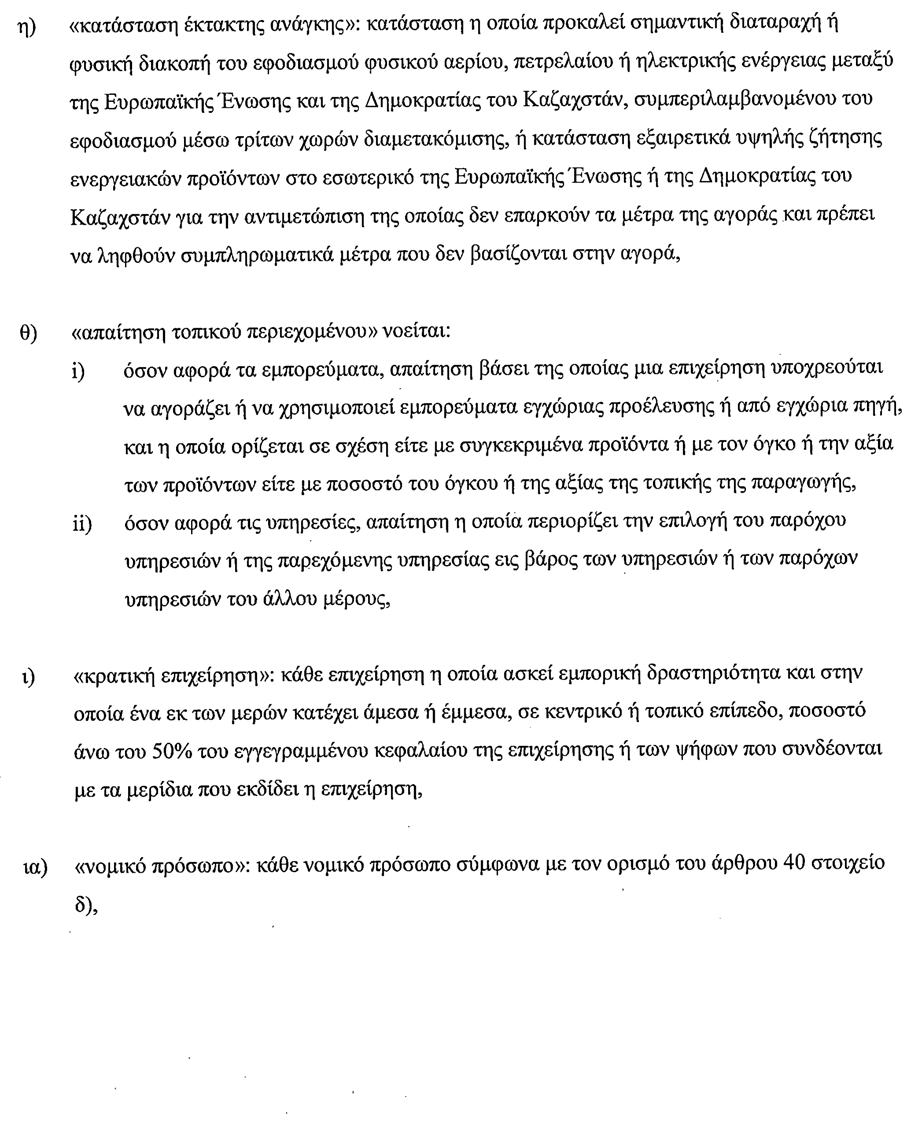 η) «κατάσταση έκτακτης ανάγκης»: κατάσταση η οποία προκαλεί σημαντική διαταραχή ή
φυσική διακοπή του εφοδιασμού φυσικού αερίου, πετρελαίου ή ηλεκτρικής ενέργειας μεταξύ
της Ευρωπαϊκής Ένωσης και της Δημοκρατίας του Καζαχστάν, συμπεριλαμβανομένου του
εφοδιασμού μέσω τρίτων χωρών διαμετακόμισης, ή κατάσταση εξαιρετικά υψηλής ζήτησης
ενεργειακών προϊόντων στο εσωτερικό της Ευρωπαϊκής Ένωσης ή της Δημοκρατίας του
Καζαχστάν για την αντιμετώπιση της οποίας δεν επαρκούν τα μέτρα της αγοράς και πρέπει
να ληφθούν συμπληρωματικά μέτρα που δεν βασίζονται στην αγορά,
θ) «απαίτηση τοπικού περιεχομένου» νοείται:
i) όσον αφορά τα εμπορεύματα, απαίτηση βάσει της οποίας μια επιχείρηση υποχρεούται
να αγοράζει ή να χρησιμοποιεί εμπορεύματα εγχώριας προέλευσης ή από εγχώρια πηγή,
και η οποία ορίζεται σε σχέση είτε με συγκεκριμένα προϊόντα ή με τον όγκο ή την αξία
των προϊόντων είτε με ποσοστό του όγκου ή της αξίας της τοπικής της παραγωγής,
ii) όσον αφορά τις υπηρεσίες, απαίτηση η οποία περιορίζει την επιλογή του παρόχου
υπηρεσιών ή της παρεχόμενης υπηρεσίας εις βάρος των υπηρεσιών ή των παρόχων
υπηρεσιών του άλλου μέρους,
ι) «κρατική επιχείρηση»: κάθε επιχείρηση η οποία ασκεί εμπορική δραστηριότητα και στην
οποία ένα εκ των μερών κατέχει άμεσα ή έμμεσα, σε κεντρικό ή τοπικό επίπεδο, ποσοστό
άνω του 50% του εγγεγραμμένου κεφαλαίου της επιχείρησης ή των ψήφων που συνδέονται
με τα μερίδια που εκδίδει η επιχείρηση,
ια) «νομικό πρόσωπο»: κάθε νομικό πρόσωπο σύμφωνα με τον ορισμό του άρθρου 40 στοιχείο
δ),